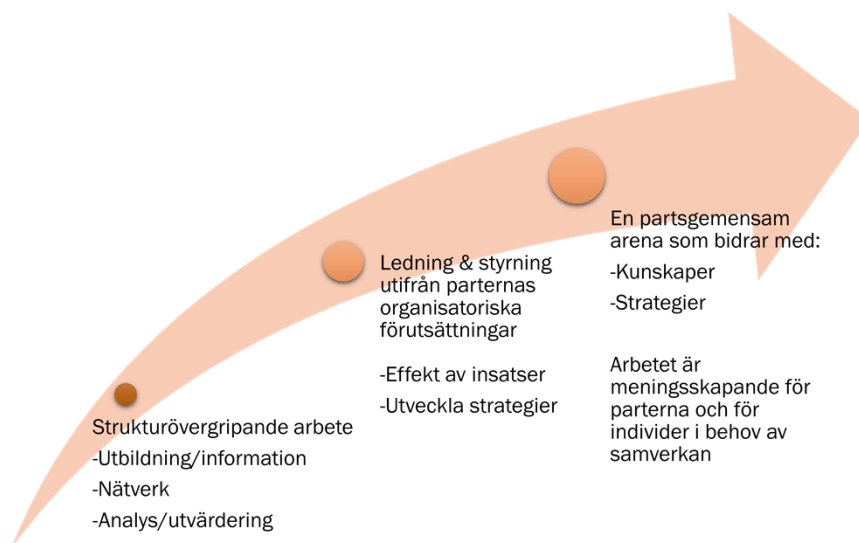 Strukturövergripande arbete
-Utbildning/information
-Nätverk
-Analys/utvärdering
Ledning & styrning
utifrån parternas
organisatoriska
förutsättningar
-Effekt av insatser
-Utveckla strategier
En partsgemensam
arena som bidrar med:
-Kunskaper
-Strategier
Arbetet är
meningsskapande för
parterna och för
individer i behov av
samverkan